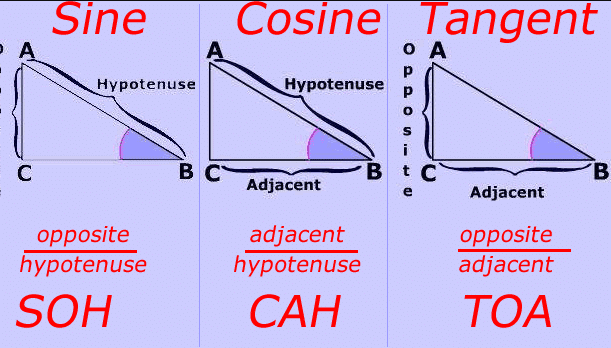 Sine
A
Hypotenuse
C
B
opposite
hypotenuse
SOH
Cosine
A
Hypotenuse
C
B
Adjacent
adjacent
hypotenuse
CAH
Tangent
Opposite
A
C
B
Adjacent
opposite
adjacent
TOA